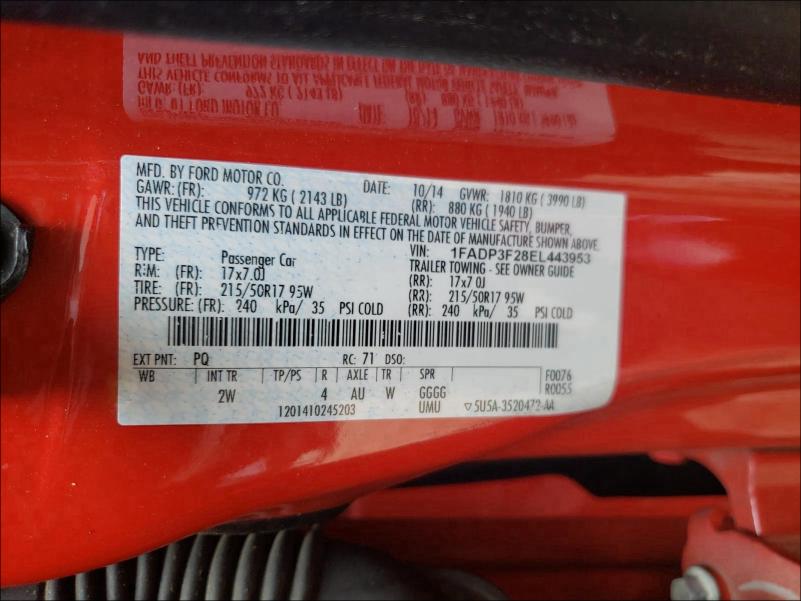 MFD. BY FORD MOTOR CO. DATE: 10/14 GVWR: 1810 KG ( 3990 LB)
GAWR: (FR): 972 KG ( 2143 LB) (RR): 880 KG ( 1940 LB)
THIS VEHICLE CONFORMS TO ALL APPLICABLE FEDERAL MOTOR VEHICLE SAFETY, BUMPER,
AND THEFT PREVENTION STANDARDS IN EFFECT ON THE DATE OF MANUFACTURE SHOWN ABOVE.
VIN: 1FADP3F28EL443953
TYPE: Passenger Car TRAILER TOWING - SEE OWNER GUIDE
RIM: (FR): 17x7.0J (RR): 17x7 0J
TIRE: (FR): 215/50R17 95W (RR): 215/50R17 95W
PRESSURE: (FR): 240 kPa/ 35 PSI COLD (RR): 240 kPa/ 35 PSI COLD
EXT PNT: PQ RC: 71 DSO: F0076
WB INT TR TP/PS R AXLE TR SPR R0055
2W 4 AU W GGGG
1201410245203 UMU ▽5U5A-3520472-AA